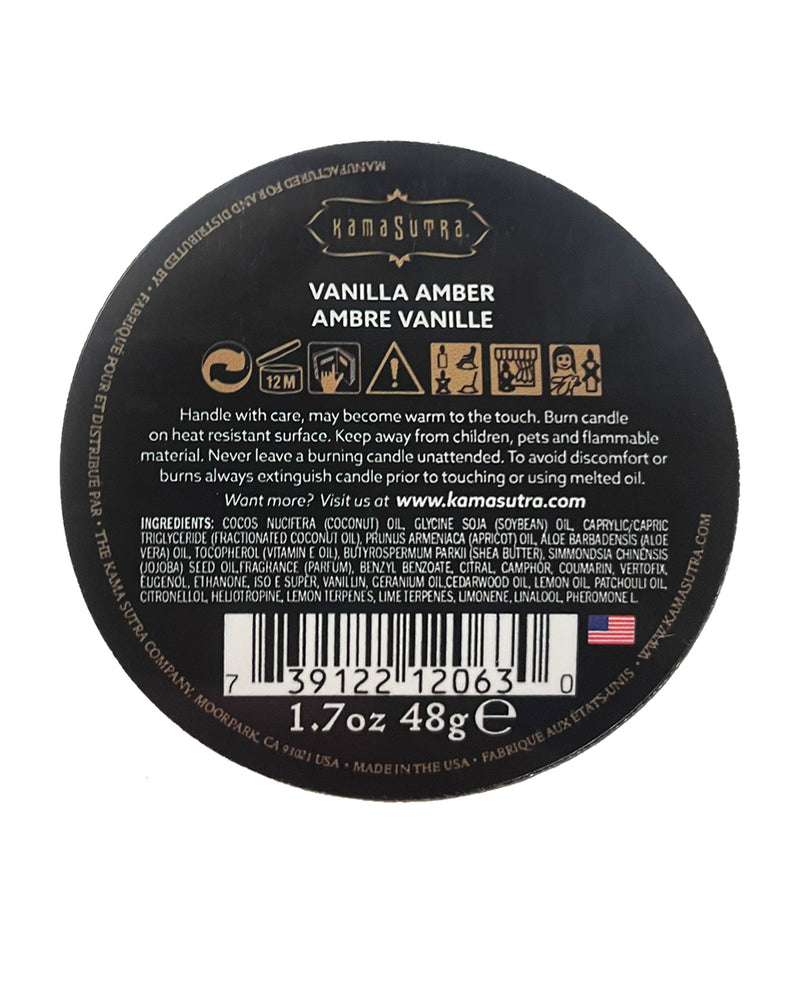 KAMASUTRA
VANILLA AMBER
AMBRE VANILLE
12M
Handle with care, may become warm to the touch. Burn candle
on heat resistant surface. Keep away from children, pets and flammable
material. Never leave a burning candle unattended. To avoid discomfort or
burns always extinguish candle prior to touching or using melted oil.
Want more? Visit us at www.kamasutra.com
INGREDIENTS: COCOS NUCIFERA (COCONUT) OIL, GLYCINE SOJA (SOYBEAN) OIL, CAPRYLIC/CAPRIC
TRIGLYCERIDE (FRACTIONATED COCONUT OIL), PRUNUS ARMENIACA (APRICOT) OIL, ALOE BARBADENSIS (ALOE
VERA) OIL, TOCOPHEROL (VITAMIN E OIL), BUTYROSPERMUM PARKII (SHEA BUTTER), SIMMONDSIA CHINENSIS
(JOJOBA) SEED OIL,FRAGRANCE (PARFUM), BENZYL BENZOATE, CITRAL, CAMPHOR, COUMARIN, VERTOFIX,
EUGENOL, ETHANONE, ISO E SUPER, VANILLIN, GERANIUM OIL,CEDARWOOD OIL, LEMON OIL, PATCHOULI OIL,
CITRONELLOL, HELIOTROPINE, LEMON TERPENES, LIME TERPENES, LIMONENE, LINALOOL, PHEROMONE L.
7 39122 12063 0
1.7oz 48g e
MANUFACTURED FOR AND DISTRIBUTED BY • FABRIQUÉ POUR ET DISTRIBUÉ PAR • THE KAMA SUTRA COMPANY, MOORPARK, CA 93021 USA • MADE IN THE USA • FABRIQUE AUX ÉTATS-UNIS • WWW.KAMASUTRA.COM